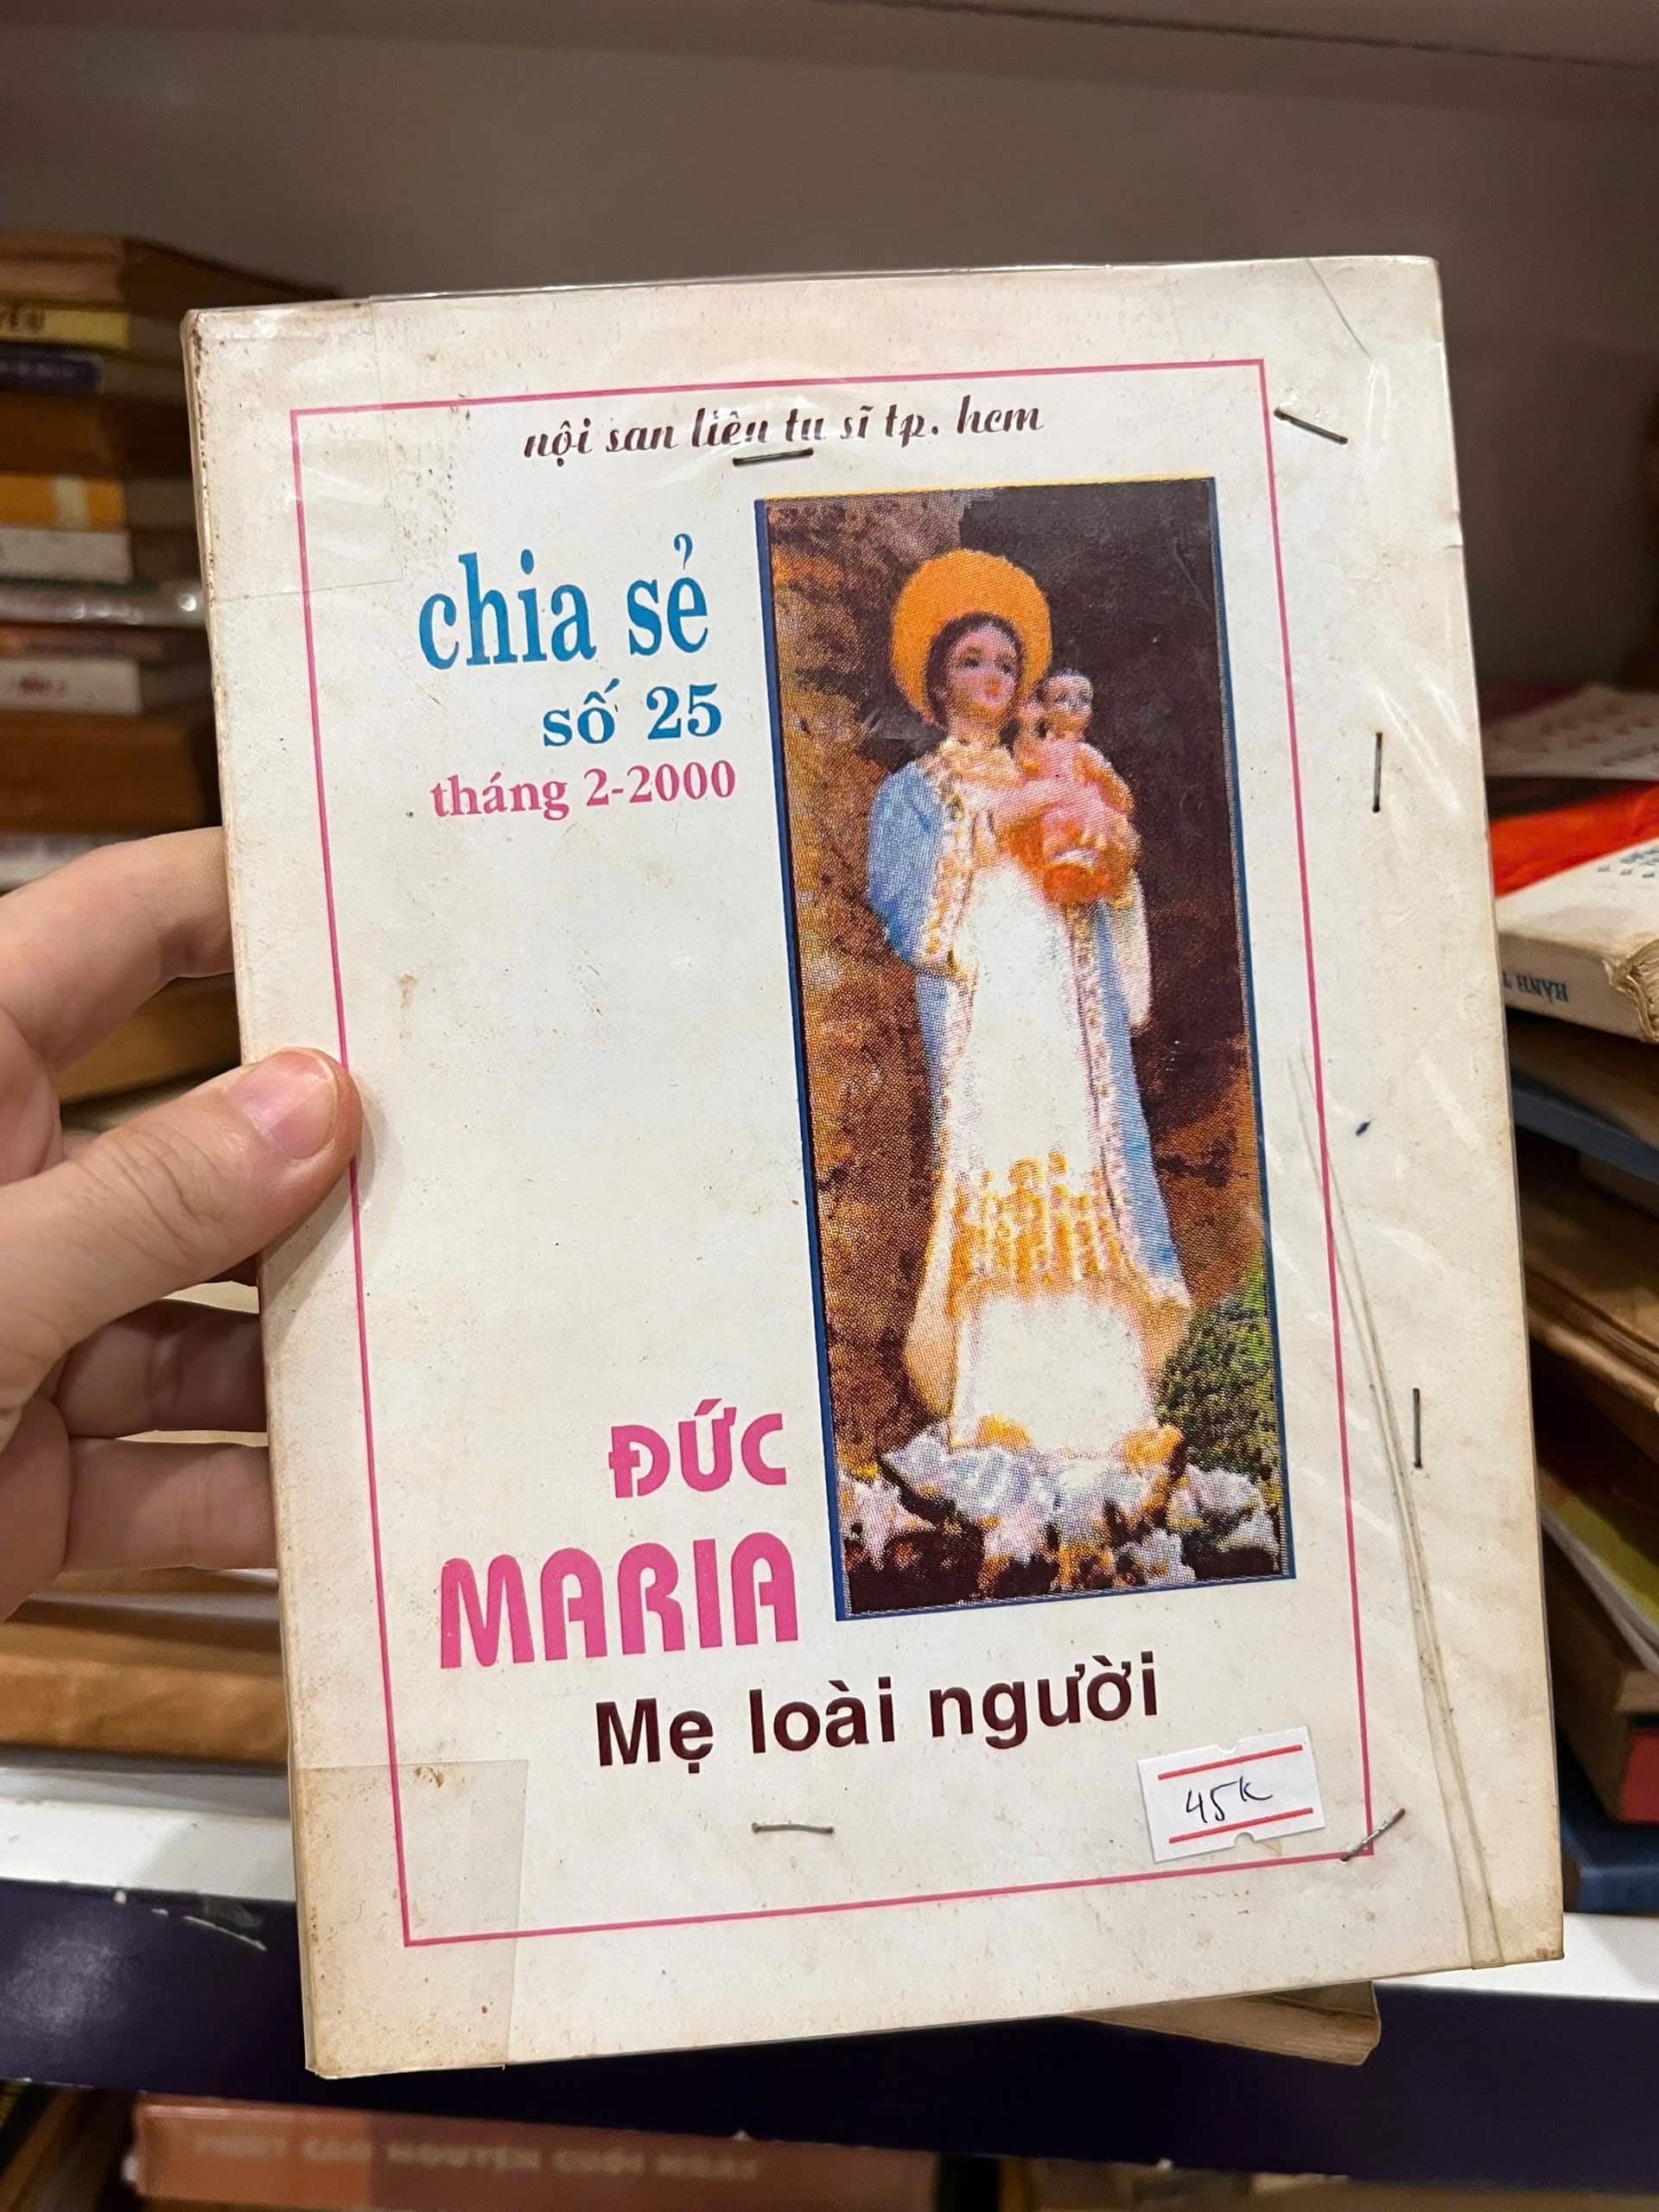 nội san liên tu sĩ tp. hcm
chia sẻ
số 25
tháng 2-2000
ĐỨC
MARIA
Mẹ loài người
45k
HÀNH